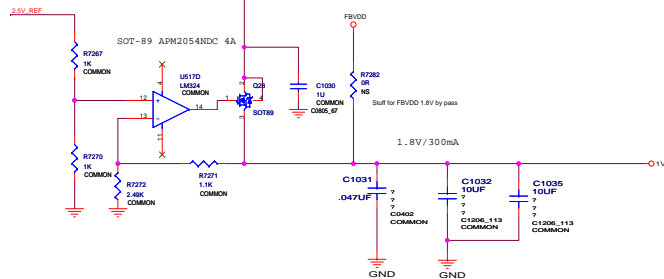 2.5V_REF
FBVDD
SOT-89 APM2054NDC 4A
R7267
1K
COMMON
4
U517D
LM324
12
+
13
-
14
11
2
Q28
1
4
3
SOT89
C1030
1U
COMMON
C0805_67
R7282
0R
NS
Stuff for FBVDD 1.8V by pass
1.8V/300mA
R7270
1K
COMMON
R7272
2.49K
COMMON
R7271
1.1K
COMMON
C1031
.047UF
?
?
?
C0402
COMMON
C1032
10UF
?
?
?
C1206_113
COMMON
C1035
10UF
?
?
?
C1206_113
COMMON
1V
GND
GND